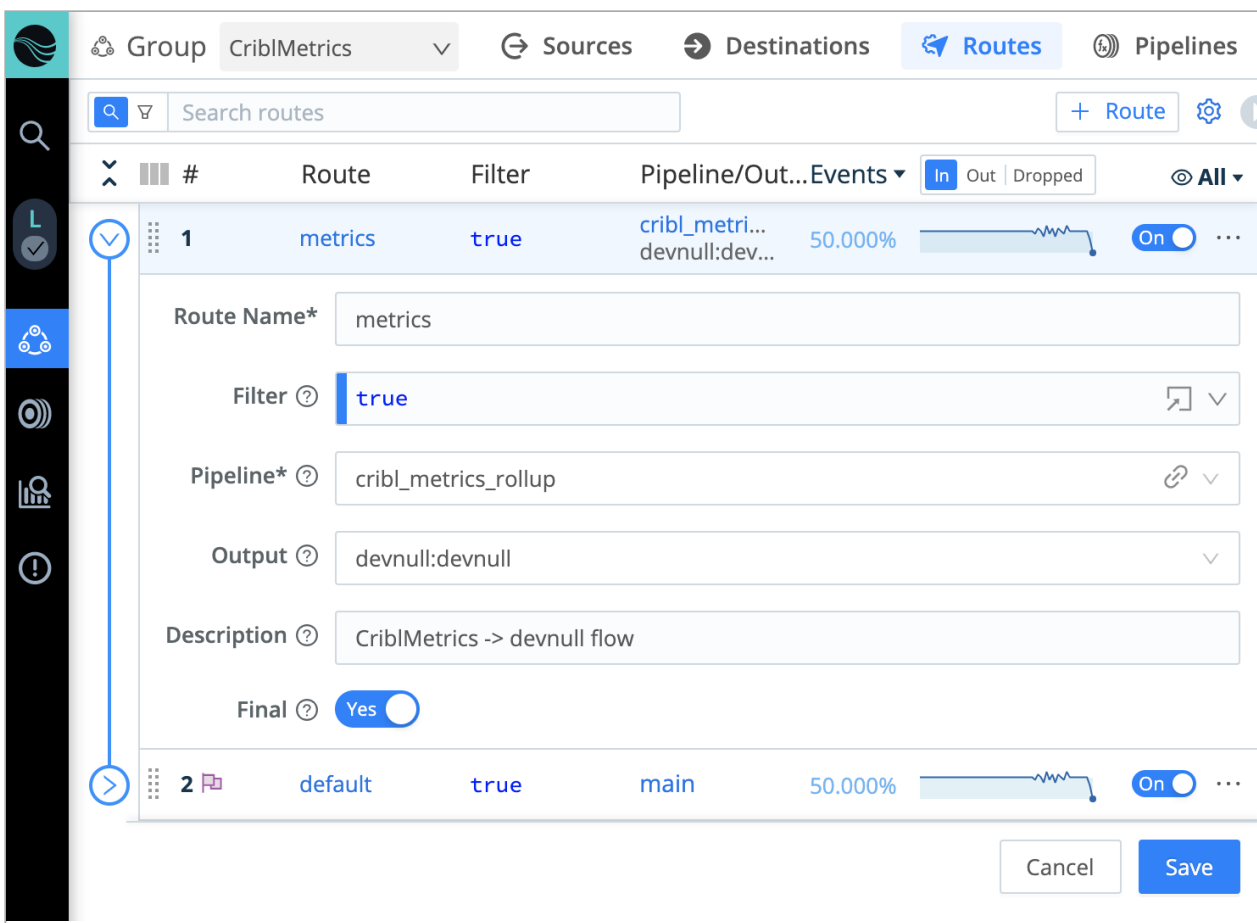 Group CriblMetrics Sources Destinations Routes Pipelines
Search routes + Route
# Route Filter Pipeline/Out... Events In Out Dropped All
L
1 metrics true cribl_metri... devnull:dev... 50.000% On ...
Route Name* metrics
Filter ? true
Pipeline* ? cribl_metrics_rollup
Output ? devnull:devnull
Description ? CriblMetrics -> devnull flow
Final ? Yes
2 default true main 50.000% On ...
Cancel Save